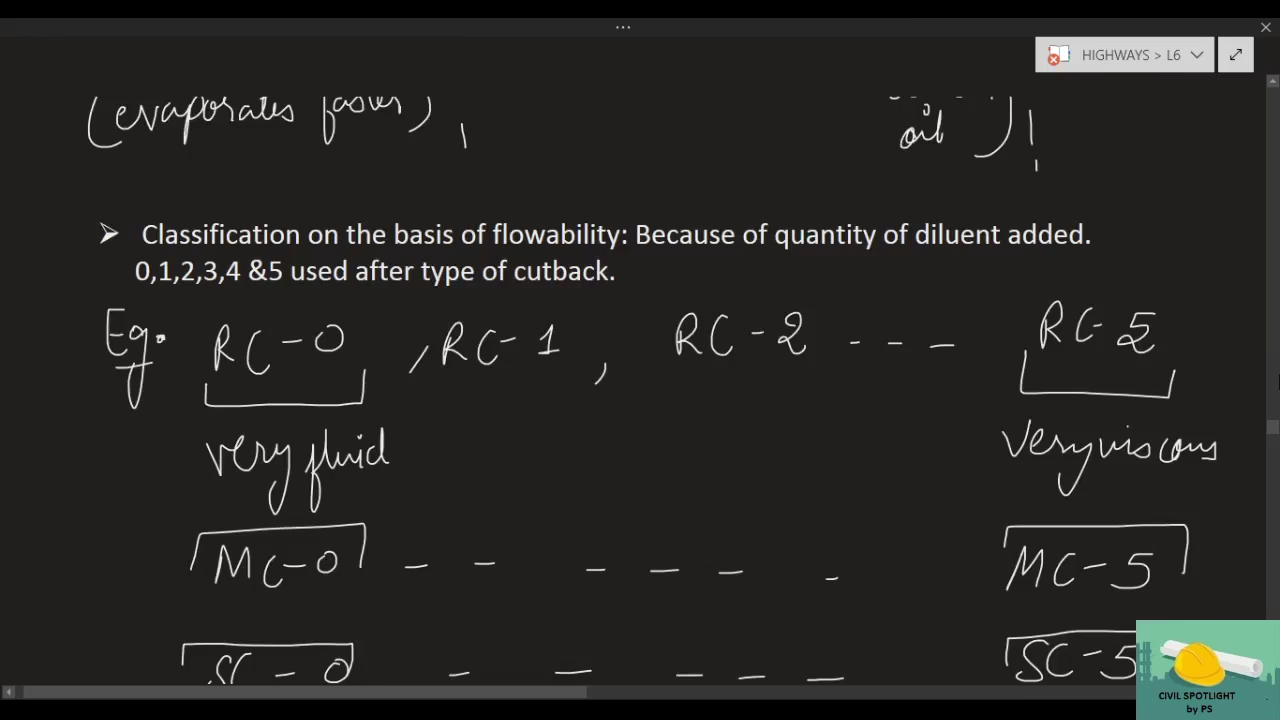 HIGHWAYS > L6
(evaporates faster)
oil)
➤ Classification on the basis of flowability: Because of quantity of diluent added.
0,1,2,3,4 &5 used after type of cutback.
Eg. RC-0, RC-1, RC-2 --- RC-5
very fluid very viscous
MC-0 ------ MC-5
SC-0 ----- SC-5
CIVIL SPOTLIGHT
by PS